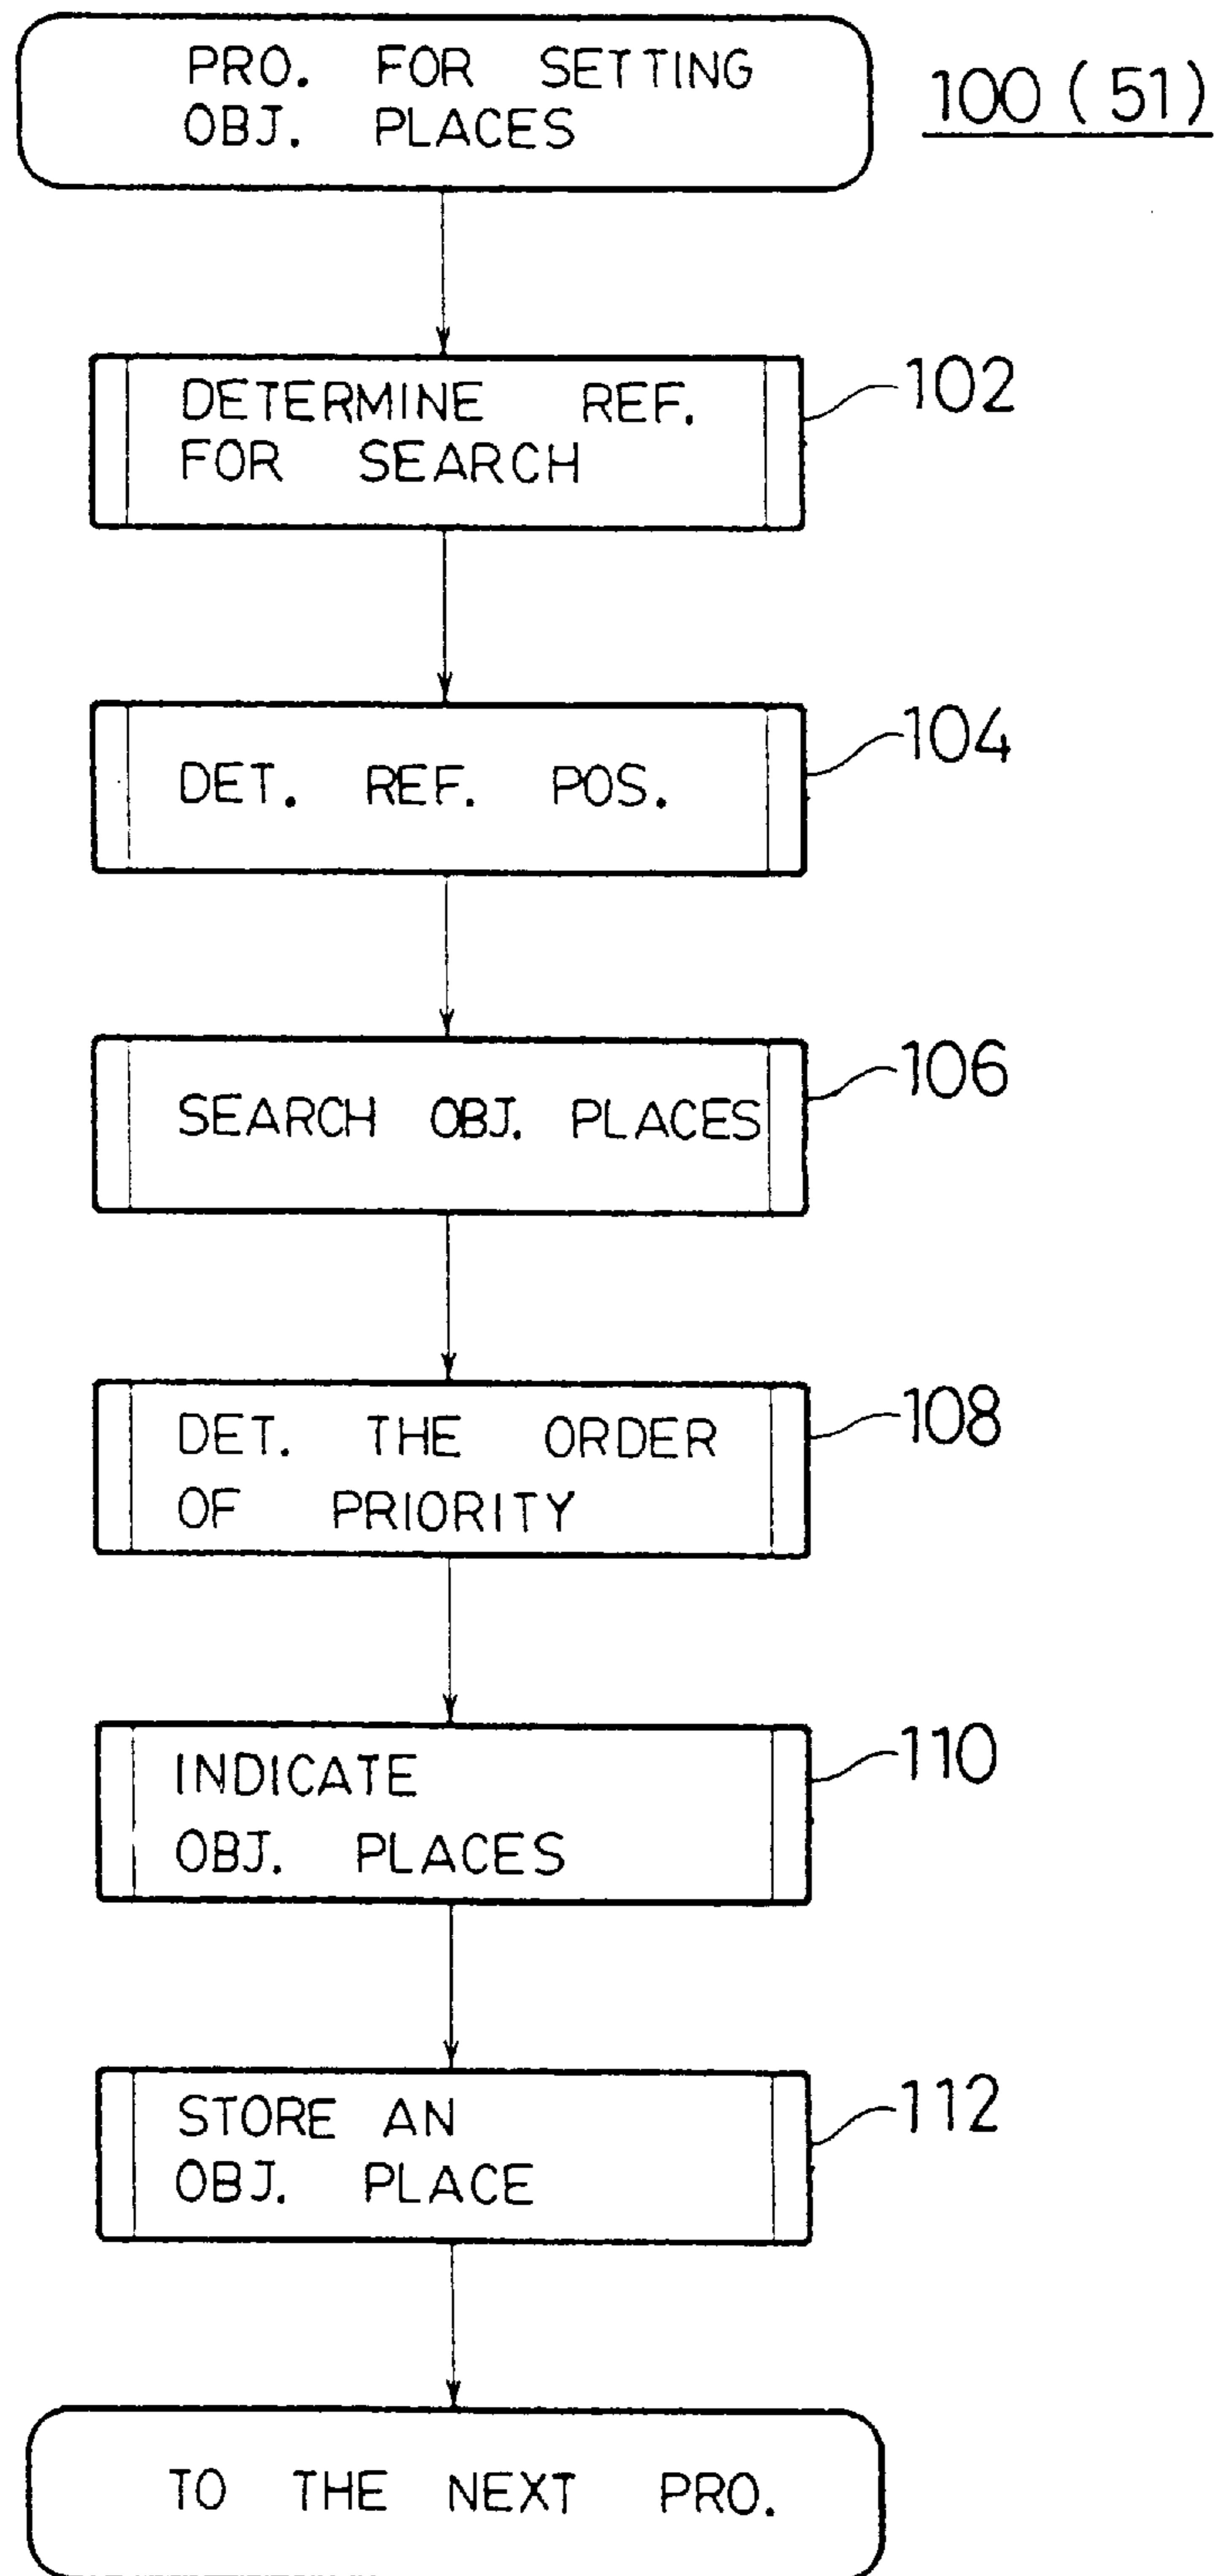 PRO. FOR SETTING
OBJ. PLACES
100 (51)
DETERMINE REF.
FOR SEARCH
102
DET. REF. POS.
104
SEARCH OBJ. PLACES
106
DET. THE ORDER
OF PRIORITY
108
INDICATE
OBJ. PLACES
110
STORE AN
OBJ. PLACE
112
TO THE NEXT PRO.